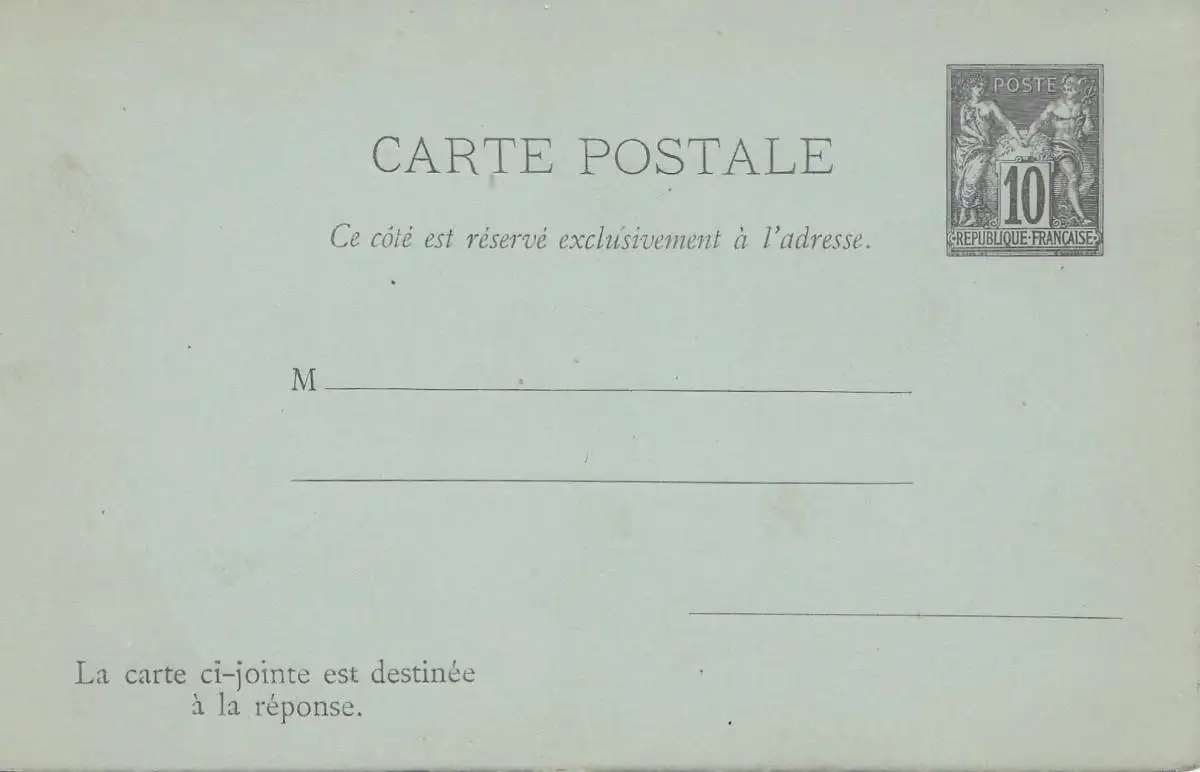 POSTE
CARTE POSTALE
10
Ce côté est réservé exclusivement à l'adresse.
REPUBLIQUE·FRANÇAISE
M
La carte ci-jointe est destinée
à la réponse.